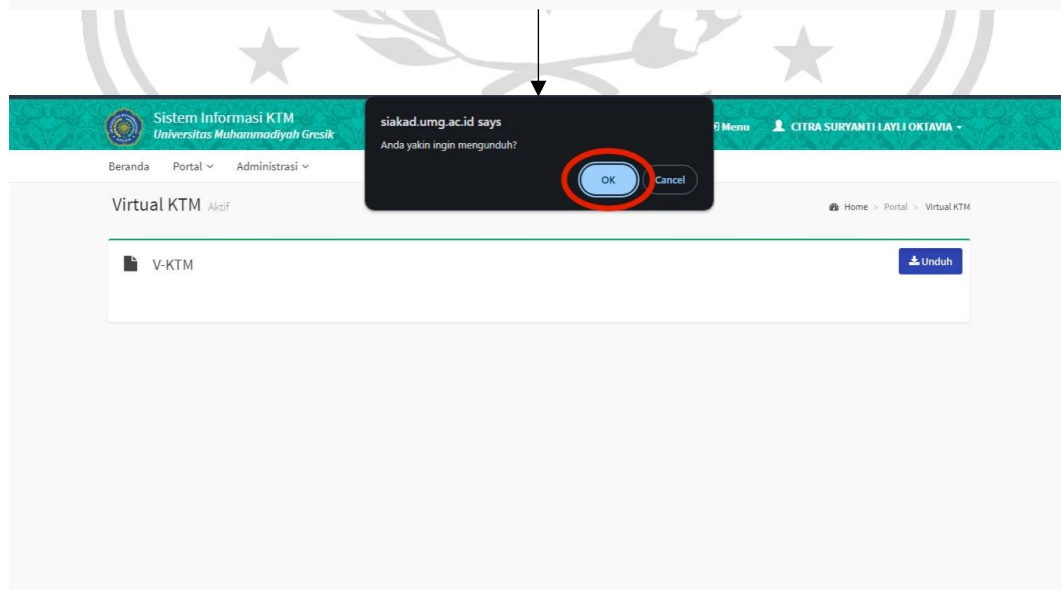 Sistem Informasi KTM
Universitas Muhammadiyah Gresik
siakad.umg.ac.id says
Anda yakin ingin mengunduh?
OK
Cancel
Menu
CITRA SURYANTI LAYLI OKTAVIA
Beranda Portal Administrasi
Virtual KTM Aktif
Home > Portal > Virtual KTM
V-KTM
Unduh